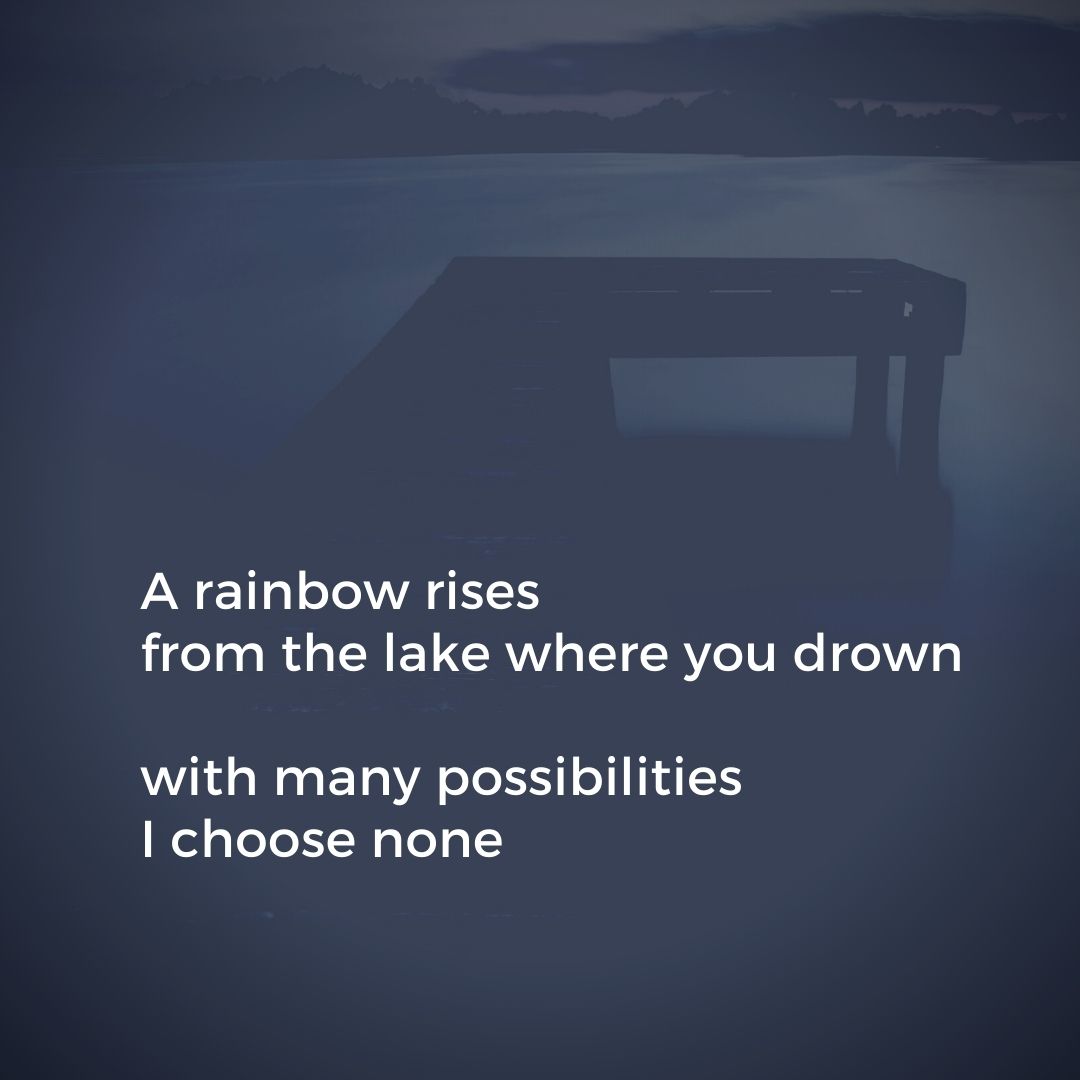 A rainbow rises
from the lake where you drown
with many possibilities
I choose none